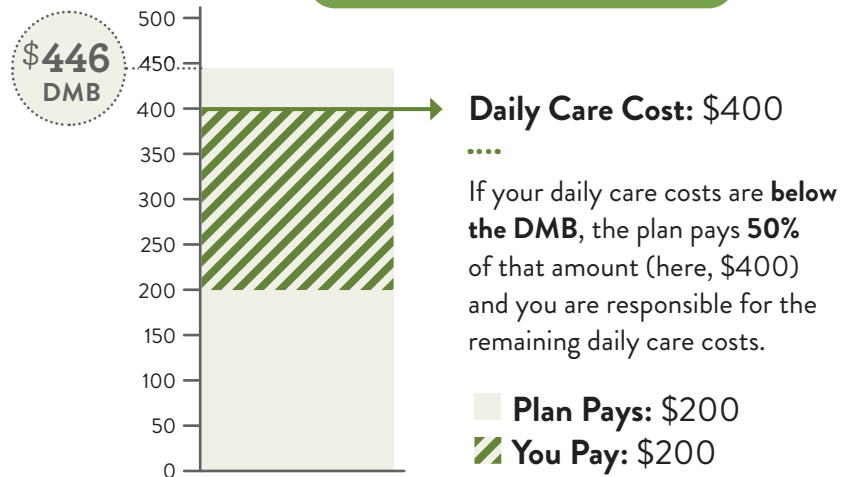 500
$446
DMB
450
400
350
300
250
200
150
100
50
0
Daily Care Cost: $400
If your daily care costs are below
the DMB, the plan pays 50%
of that amount (here, $400)
and you are responsible for the
remaining daily care costs.
Plan Pays: $200
You Pay: $200